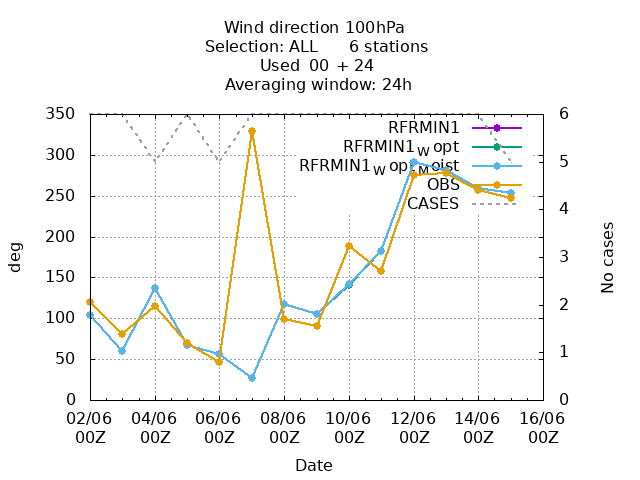 Wind direction 100hPa
Selection: ALL 6 stations
Used 00 + 24
Averaging window: 24h
350 6
RFRMIN1
RFRMIN1_W opt
300 5
RFRMIN1_W opt_M oist
OBS
250
CASES 4
200
deg
150 3
No cases
100 2
50 1
0 0
02/06 04/06 06/06 08/06 10/06 12/06 14/06 16/06
00Z 00Z 00Z 00Z 00Z 00Z 00Z 00Z
Date